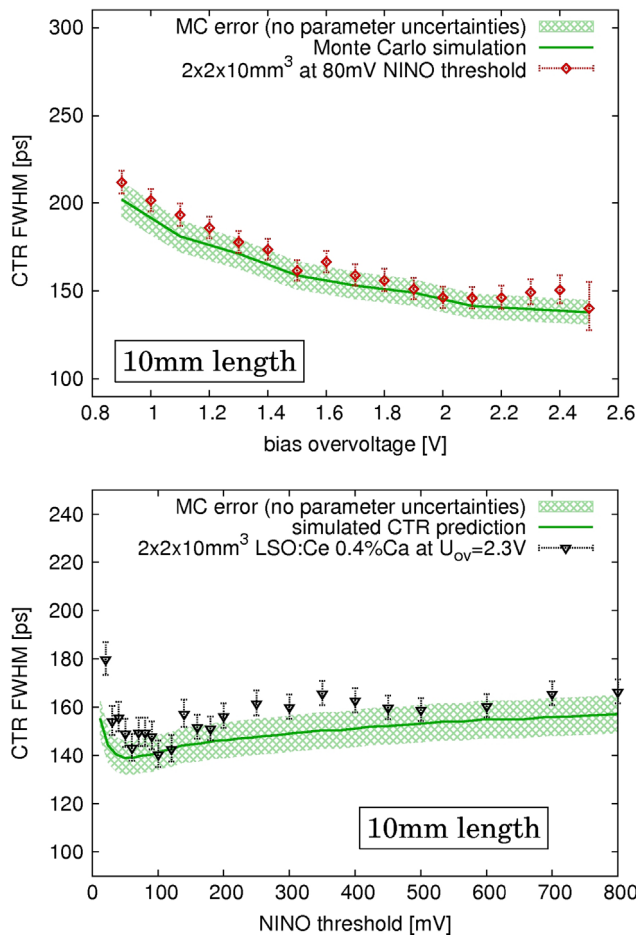 MC error (no parameter uncertainties)
Monte Carlo simulation
2x2x10mm³ at 80mV NINO threshold
CTR FWHM [ps]
300
250
200
150
100
10mm length
0.8 1 1.2 1.4 1.6 1.8 2 2.2 2.4 2.6
bias overvoltage [V]
MC error (no parameter uncertainties)
simulated CTR prediction
2x2x10mm³ LSO:Ce 0.4%Ca at Uov=2.3V
CTR FWHM [ps]
240
220
200
180
160
140
120
100
10mm length
0 100 200 300 400 500 600 700 800
NINO threshold [mV]